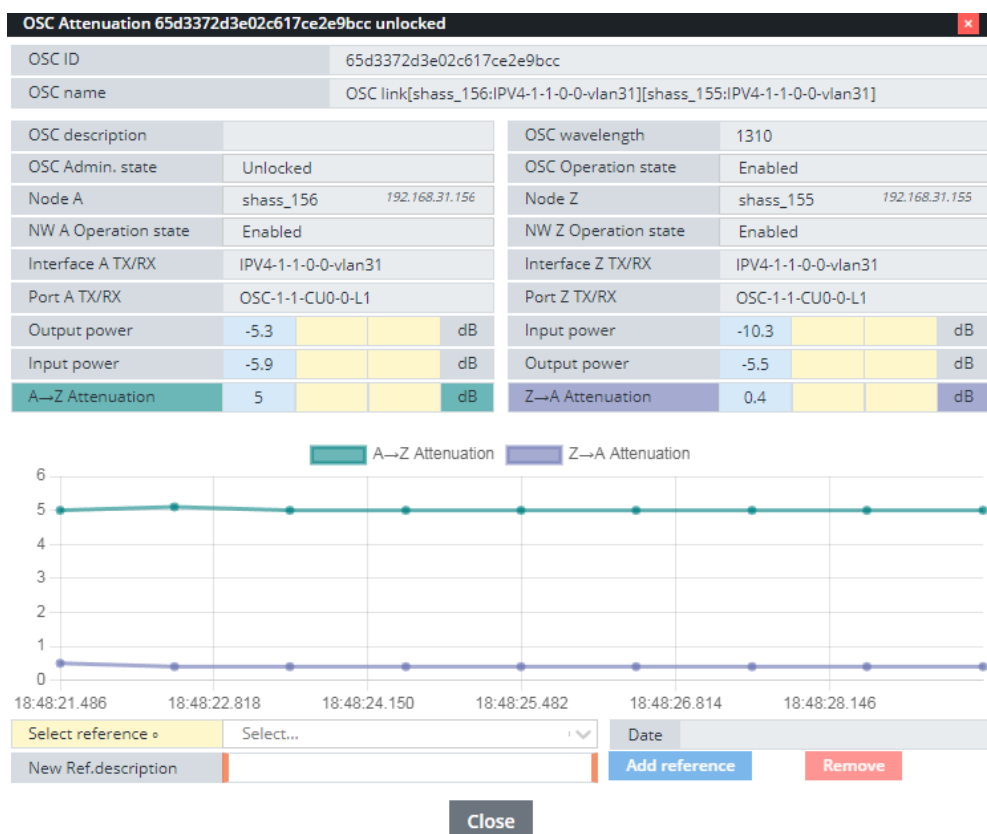 OSC Attenuation 65d3372d3e02c617ce2e9bcc unlocked ×
OSC ID 65d3372d3e02c617ce2e9bcc
OSC name OSC link[shass_156:IPV4-1-1-0-0-vlan31][shass_155:IPV4-1-1-0-0-vlan31]
OSC description OSC wavelength 1310
OSC Admin. state Unlocked OSC Operation state Enabled
Node A shass_156 192.168.31.156 Node Z shass_155 192.168.31.155
NW A Operation state Enabled NW Z Operation state Enabled
Interface A TX/RX IPV4-1-1-0-0-vlan31 Interface Z TX/RX IPV4-1-1-0-0-vlan31
Port A TX/RX OSC-1-1-CU0-0-L1 Port Z TX/RX OSC-1-1-CU0-0-L1
Output power -5.3 dB Input power -10.3 dB
Input power -5.9 dB Output power -5.5 dB
A→Z Attenuation 5 dB Z→A Attenuation 0.4 dB
A→Z Attenuation Z→A Attenuation
6
5
4
3
2
1
0
18:48:21.486 18:48:22.818 18:48:24.150 18:48:25.482 18:48:26.814 18:48:28.146
Select reference Select... Date
New Ref.description Add reference Remove
Close